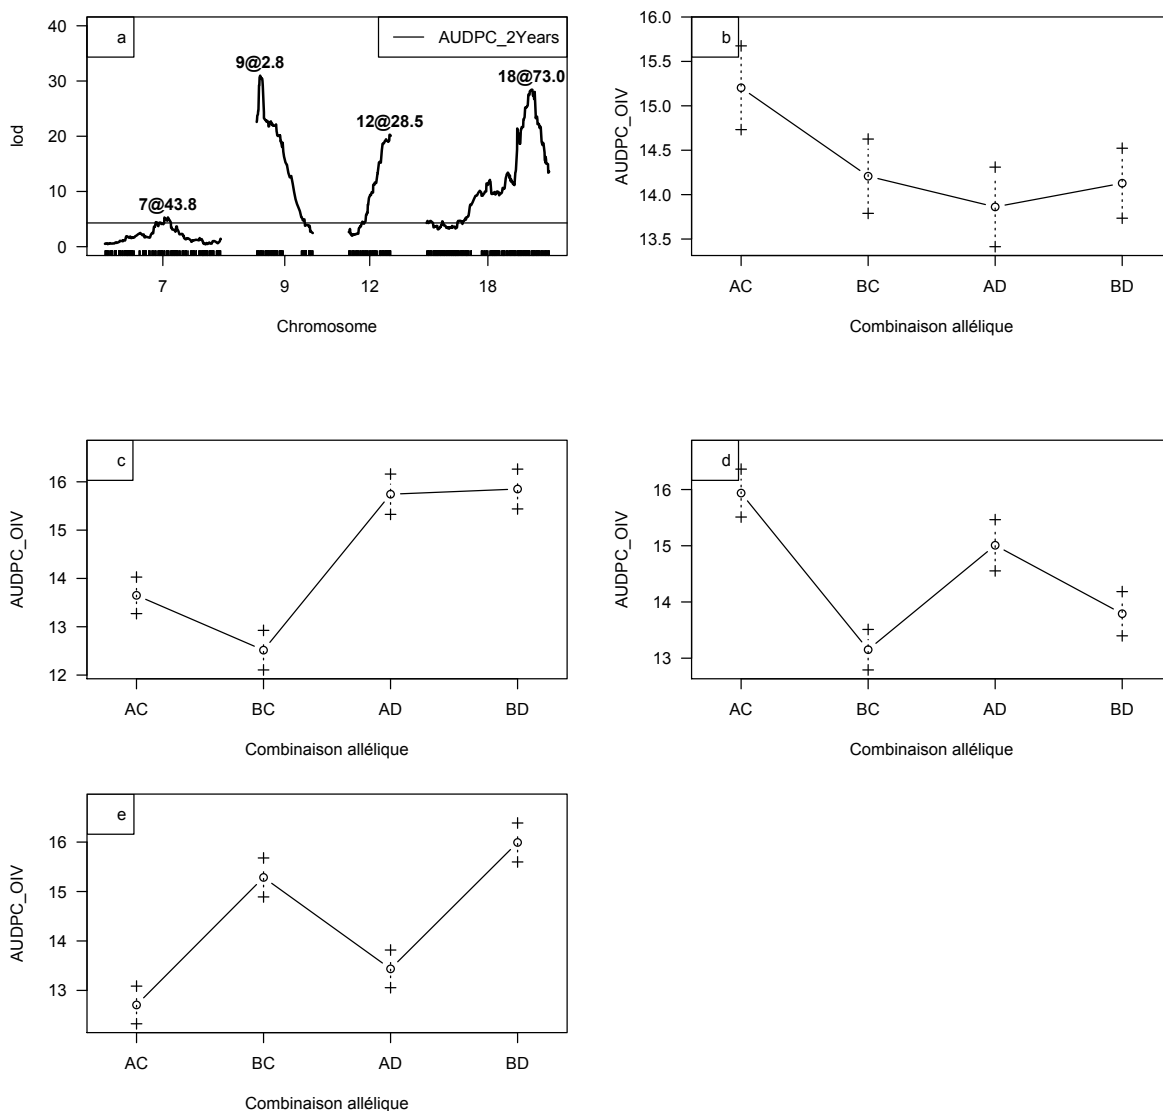 a
AUDPC_2Years
9@2.8
18@73.0
12@28.5
7@43.8
40
30
20
10
0
lod
7
9
12
18
Chromosome
b
16.0
15.5
15.0
14.5
14.0
13.5
AUDPC_OIV
AC
BC
AD
BD
Combinaison allélique
c
16
15
14
13
12
AUDPC_OIV
AC
BC
AD
BD
Combinaison allélique
d
16
15
14
13
AUDPC_OIV
AC
BC
AD
BD
Combinaison allélique
e
16
15
14
13
AUDPC_OIV
AC
BC
AD
BD
Combinaison allélique